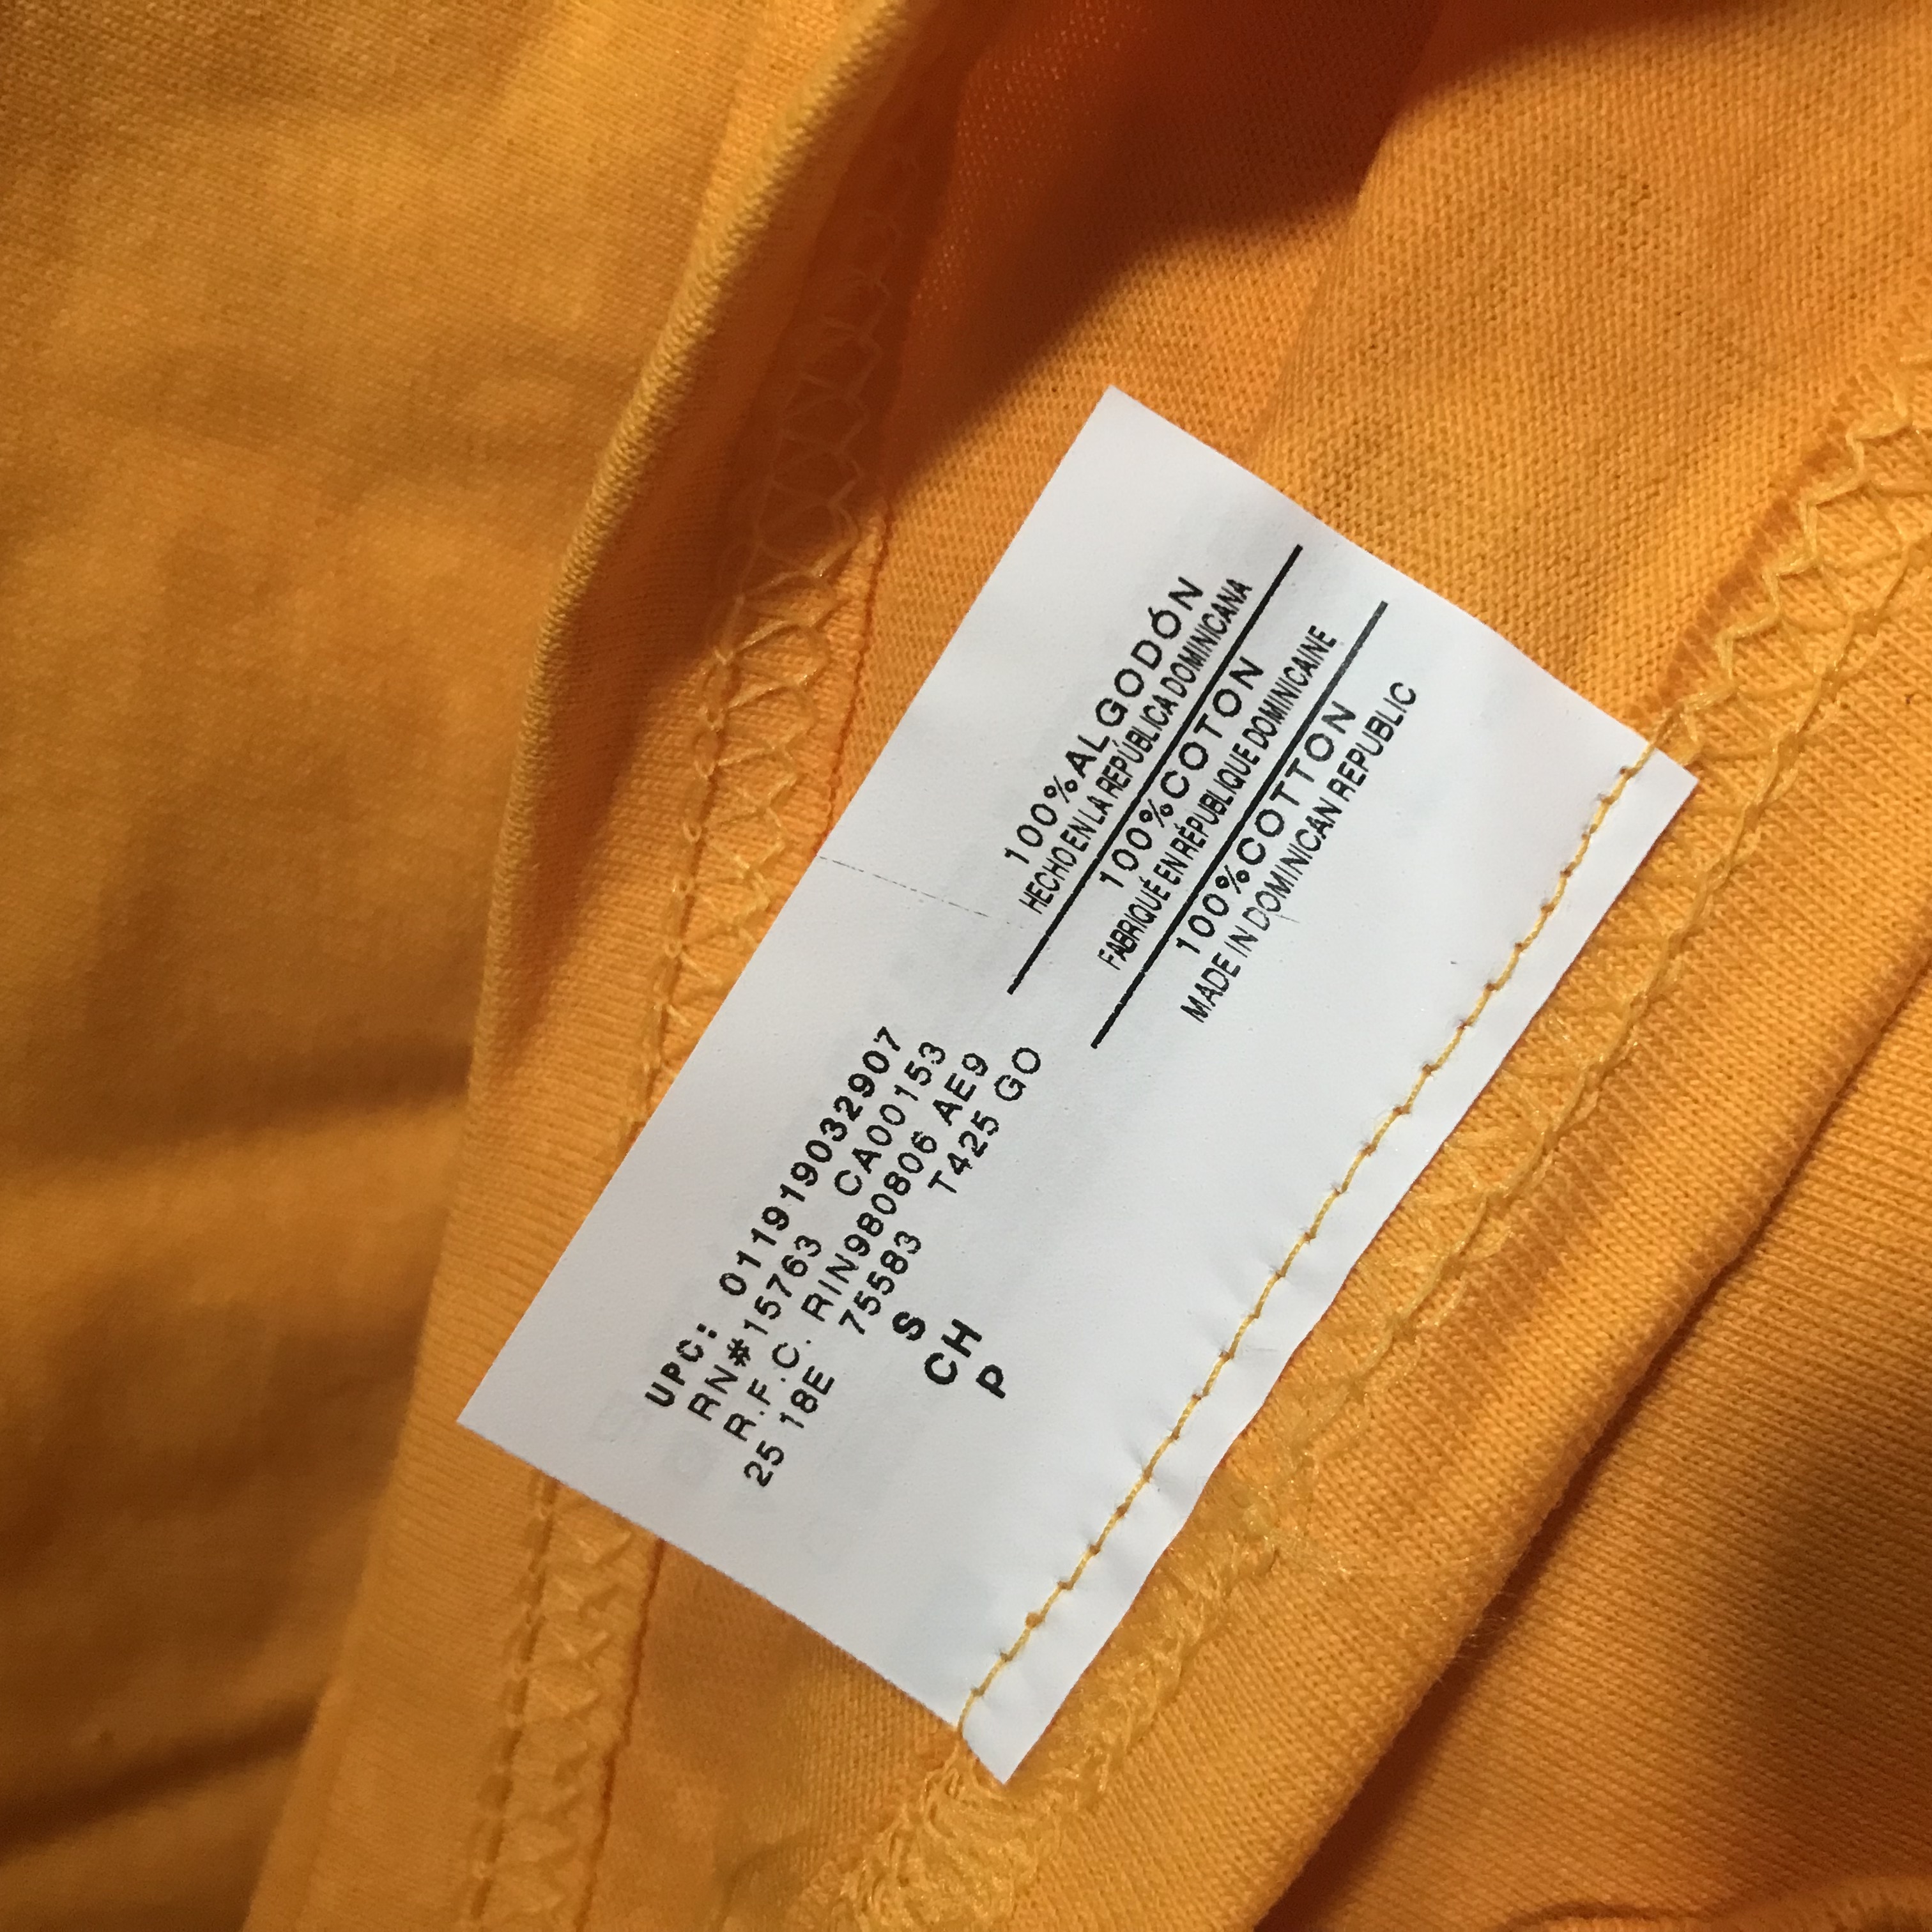 100%ALGODÓN
HECHO EN LA REPÚBLICA DOMINICANA
100%COTON
FABRIQUÉ EN RÉPUBLIQUE DOMINICAINE
100%COTTON
MADE IN DOMINICAN REPUBLIC
UPC: 011919032907
RN#15763 CA00153
R.F.C. RIN980806 AE9
25 18E 75583 T425 GO
S
CH
P